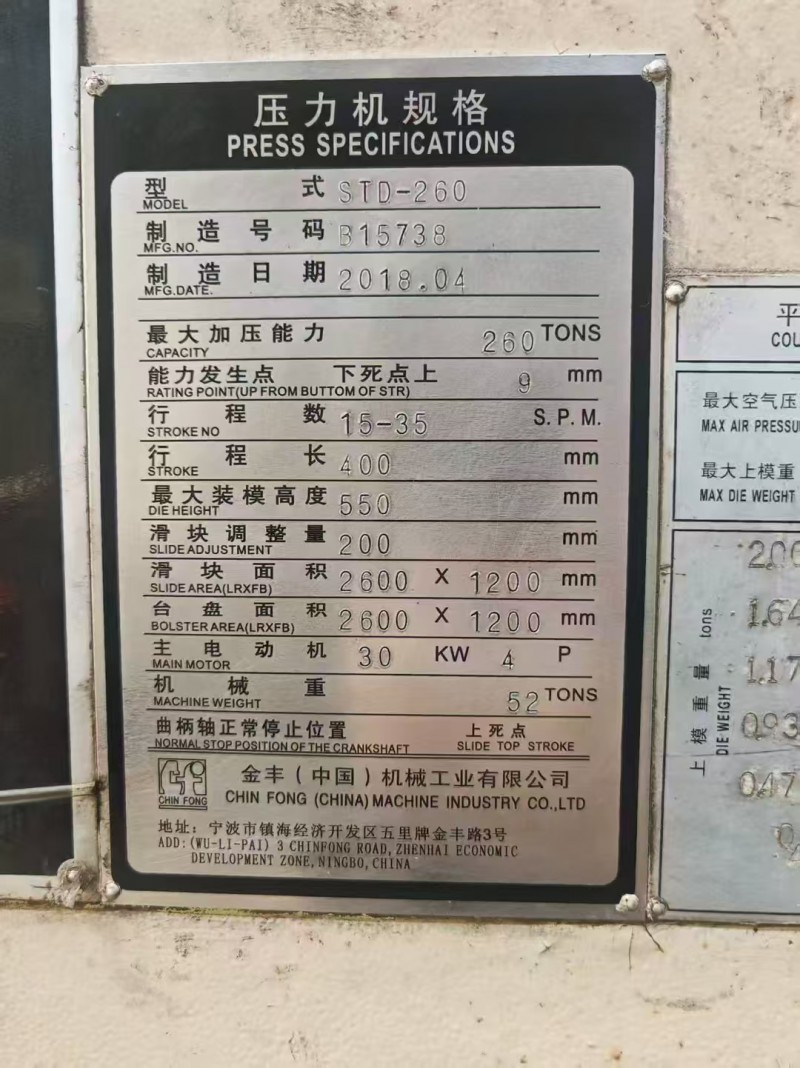 压力机规格
PRESS SPECIFICATIONS
型式 STD-260
MODEL
制造号码 B15738
MFG.NO.
制造日期 2018.04
MFG.DATE.
最大加压能力 260 TONS
CAPACITY
能力发生点 下死点上 9 mm
RATING POINT(UP FROM BUTTOM OF STR)
行程数 15-35 S.P.M.
STROKE NO
行程长 400 mm
STROKE
最大装模高度 550 mm
DIE HEIGHT
滑块调整量 200 mm
SLIDE ADJUSTMENT
滑块面积 2600 X 1200 mm
SLIDE AREA(LRXFB)
台盘面积 2600 X 1200 mm
BOLSTER AREA(LRXFB)
主电动机 30 KW 4 P
MAIN MOTOR
机械重 52 TONS
MACHINE WEIGHT
曲柄轴正常停止位置 上死点
NORMAL STOP POSITION OF THE CRANKSHAFT SLIDE TOP STROKE
CHIN FONG
金丰(中国)机械工业有限公司
CHIN FONG (CHINA) MACHINE INDUSTRY CO.,LTD
地址: 宁波市镇海经济开发区五里牌金丰路3号
ADD:(WU-LI-PAI) 3 CHINFONG ROAD, ZHENHAI ECONOMIC
DEVELOPMENT ZONE, NINGBO, CHINA
平
COU
最大空气压
MAX AIR PRESSU
最大上模重
MAX DIE WEIGHT
上模重量 tons
DIE WEIGHT
1.64
1.17
0.93
0.47